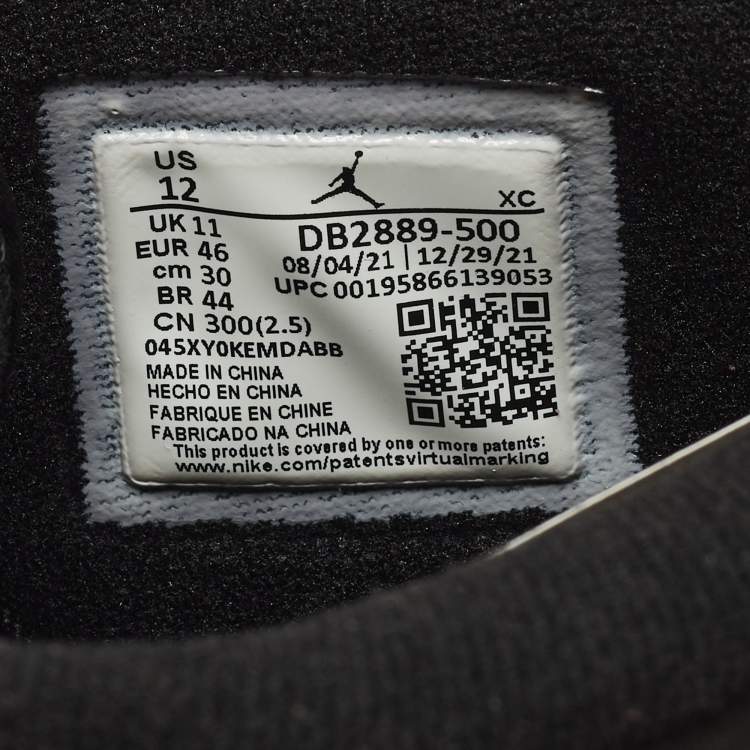 US
12
XC
UK 11
EUR 46
cm 30
BR 44
CN 300(2.5)
DB2889-500
08/04/21 | 12/29/21
UPC 00195866139053
045XY0KEMDABB
MADE IN CHINA
HECHO EN CHINA
FABRIQUE EN CHINE
FABRICADO NA CHINA
This product is covered by one or more patents:
www.nike.com/patentsvirtualmarking